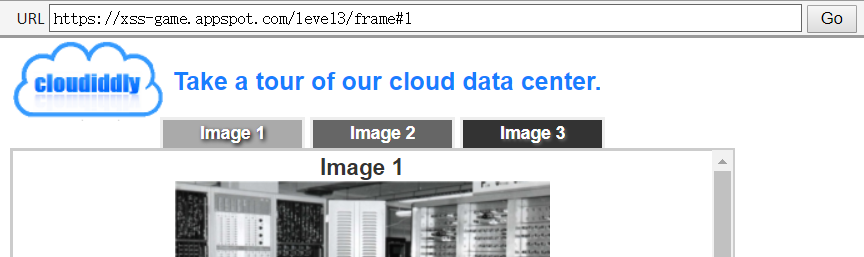 URL https://xss-game.appspot.com/level3/frame#1 Go
cloudiddly
Take a tour of our cloud data center.
Image 1 Image 2 Image 3
Image 1